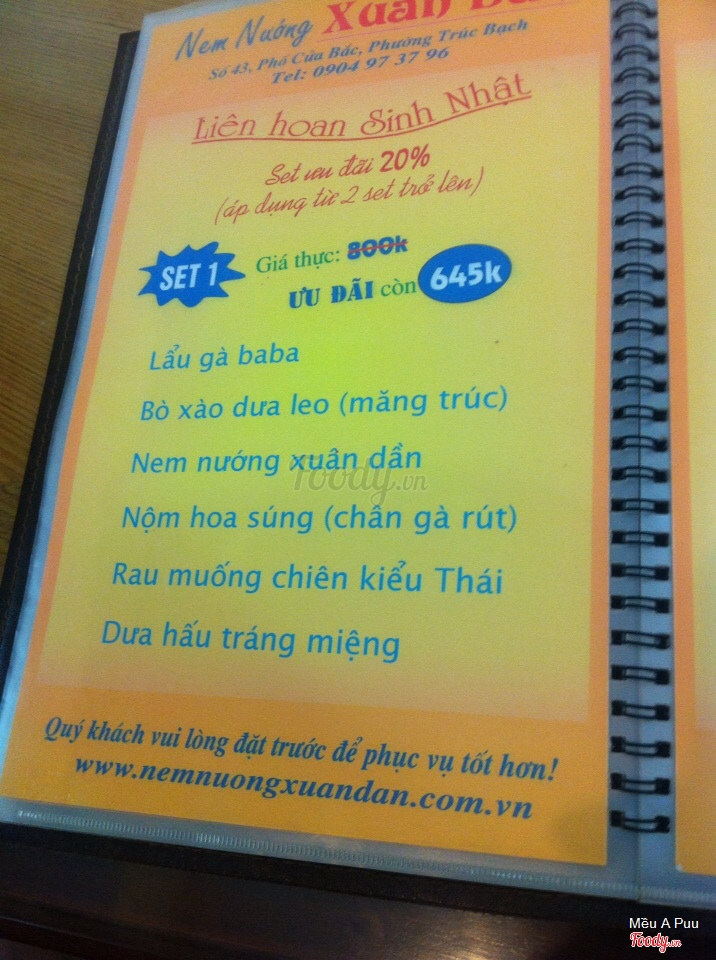 Nem Nướng Xuân
Số 43, Phố Cửa Bắc, Phường Trúc Bạch
Tel: 0904 97 37 96
Liên hoan Sinh Nhật
Set ưu đãi 20%
(áp dụng từ 2 set trở lên)
SET 1
Giá thực: 800k
ƯU ĐÃI còn 645k
Lẩu gà baba
Bò xào dưa leo (măng trúc)
Nem nướng xuân dần
Nộm hoa súng (chân gà rút)
Rau muống chiên kiểu Thái
Dưa hấu tráng miệng
Quý khách vui lòng đặt trước để phục vụ tốt hơn!
www.nemnuongxuandan.com.vn
Foody.vn
Mều A Puu
Foody.vn